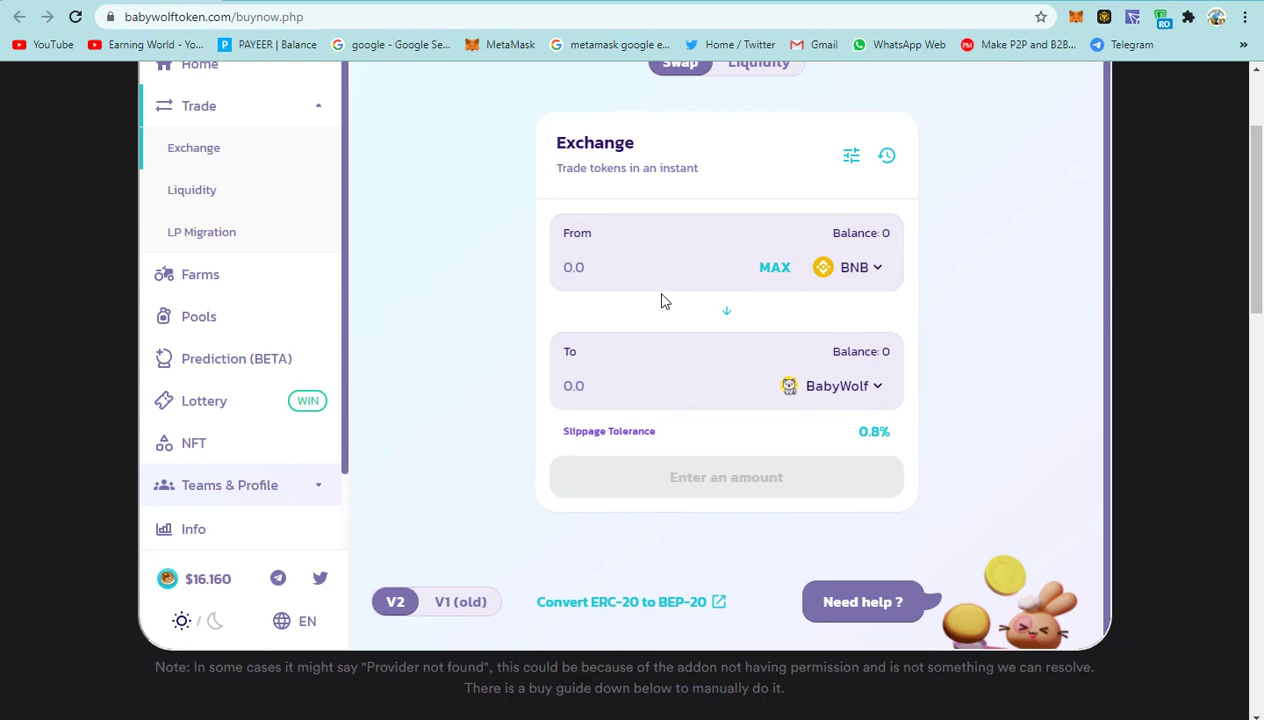 babywolftoken.com/buynow.php
RO
YouTube
Earning World - Yo...
PAYEER | Balance
google - Google Se...
MetaMask
metamask google e...
Home / Twitter
Gmail
WhatsApp Web
PM
Make P2P and B2B...
Telegram
»
Home
Trade
Exchange
Liquidity
LP Migration
Farms
Pools
Prediction (BETA)
Lottery
WIN
NFT
Teams & Profile
Info
$16.160
/
EN
Swap
Liquidity
Exchange
Trade tokens in an instant
From
Balance: 0
0.0
MAX
BNB
To
Balance: 0
0.0
BabyWolf
Slippage Tolerance
0.8%
Enter an amount
V2
V1 (old)
Convert ERC-20 to BEP-20
Need help ?
Note: In some cases it might say "Provider not found", this could be because of the addon not having permission and is not something we can resolve.
There is a buy guide down below to manually do it.